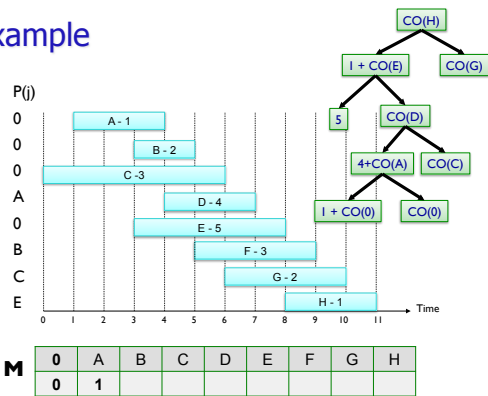 xample
CO(H)
1 + CO(E) CO(G)
5 CO(D)
4+CO(A) CO(C)
1 + CO(0) CO(0)
P(j)
0 A - 1
0 B - 2
0 C -3
A D - 4
0 E - 5
B F - 3
C G - 2
E H - 1
Time
0 1 2 3 4 5 6 7 8 9 10 11
M 0 A B C D E F G H
0 1